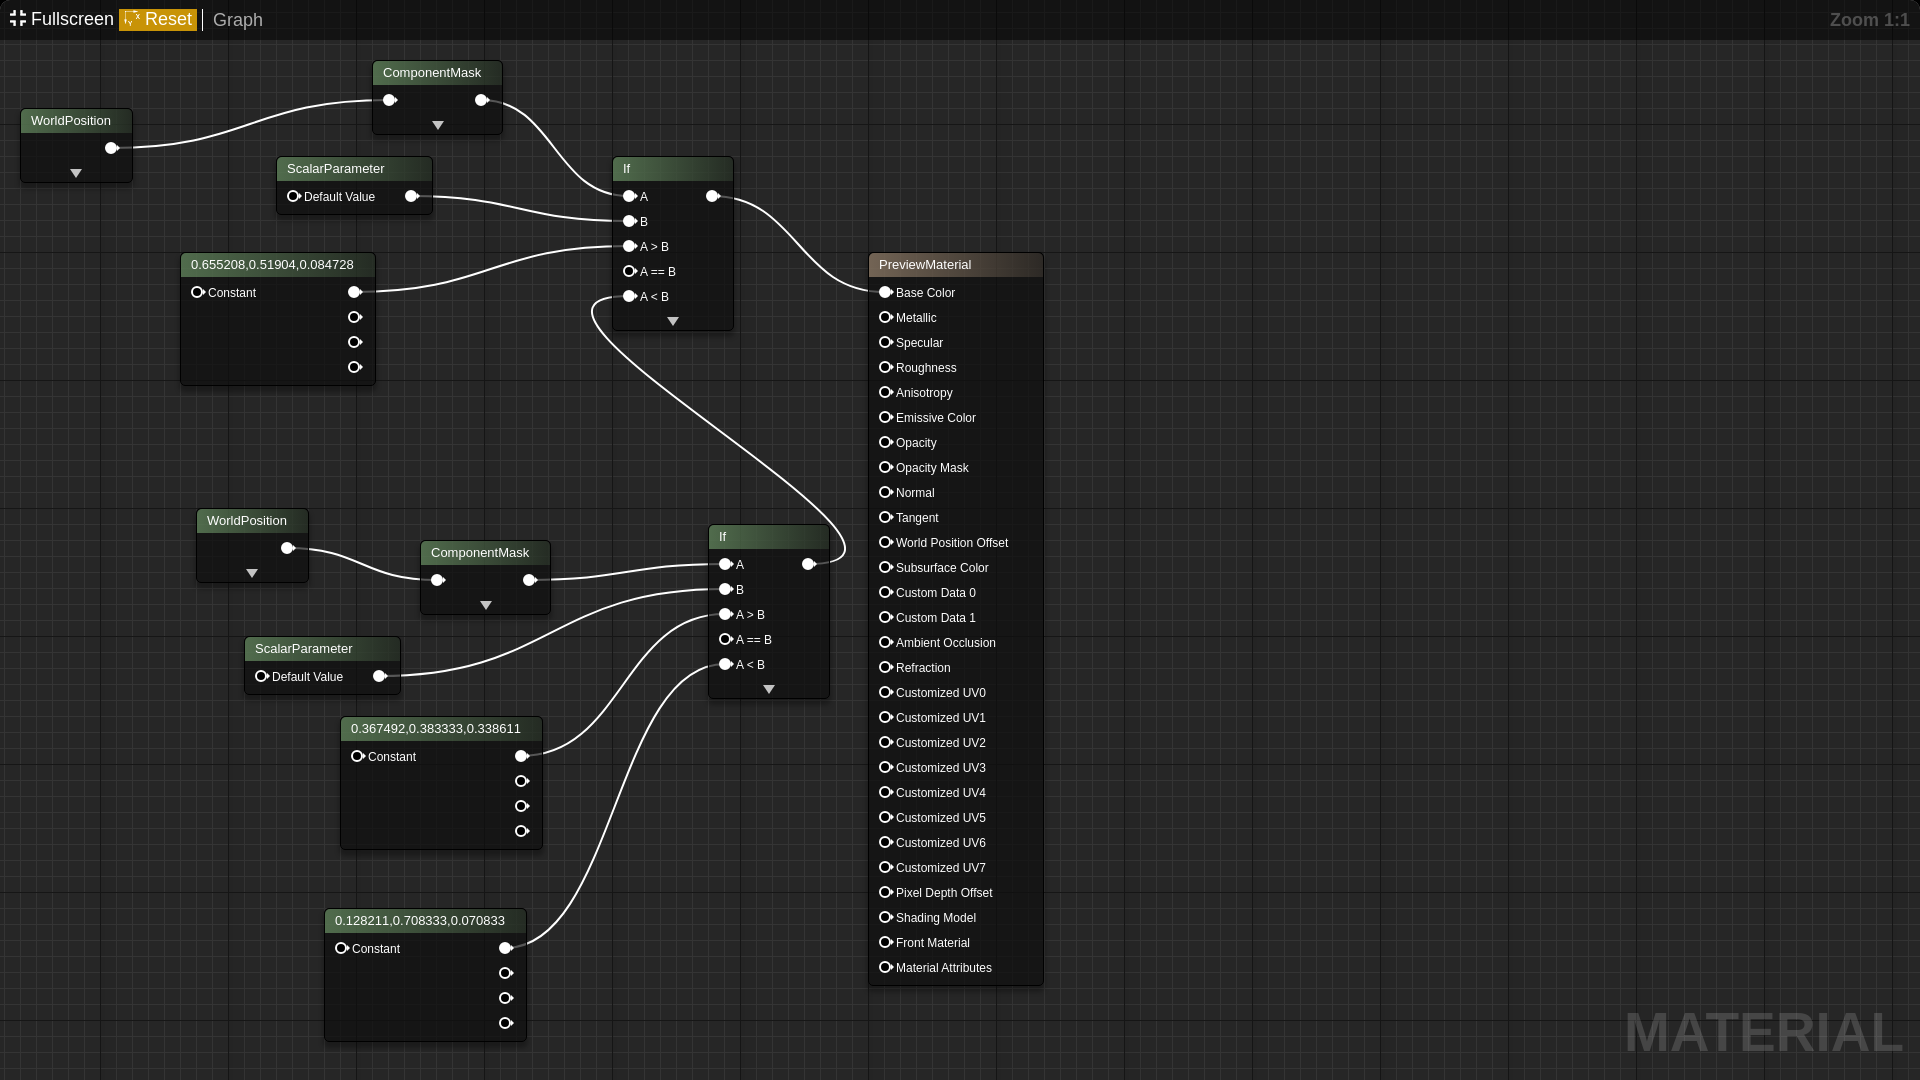 Fullscreen Reset Graph
Zoom 1:1
ComponentMask
WorldPosition
ScalarParameter
Default Value
If
A
B
A > B
A == B
A < B
0.655208,0.51904,0.084728
Constant
PreviewMaterial
Base Color
Metallic
Specular
Roughness
Anisotropy
Emissive Color
Opacity
Opacity Mask
Normal
Tangent
World Position Offset
Subsurface Color
Custom Data 0
Custom Data 1
Ambient Occlusion
Refraction
Customized UV0
Customized UV1
Customized UV2
Customized UV3
Customized UV4
Customized UV5
Customized UV6
Customized UV7
Pixel Depth Offset
Shading Model
Front Material
Material Attributes
WorldPosition
ComponentMask
If
A
B
A > B
A == B
A < B
ScalarParameter
Default Value
0.367492,0.383333,0.338611
Constant
0.128211,0.708333,0.070833
Constant
MATERIAL